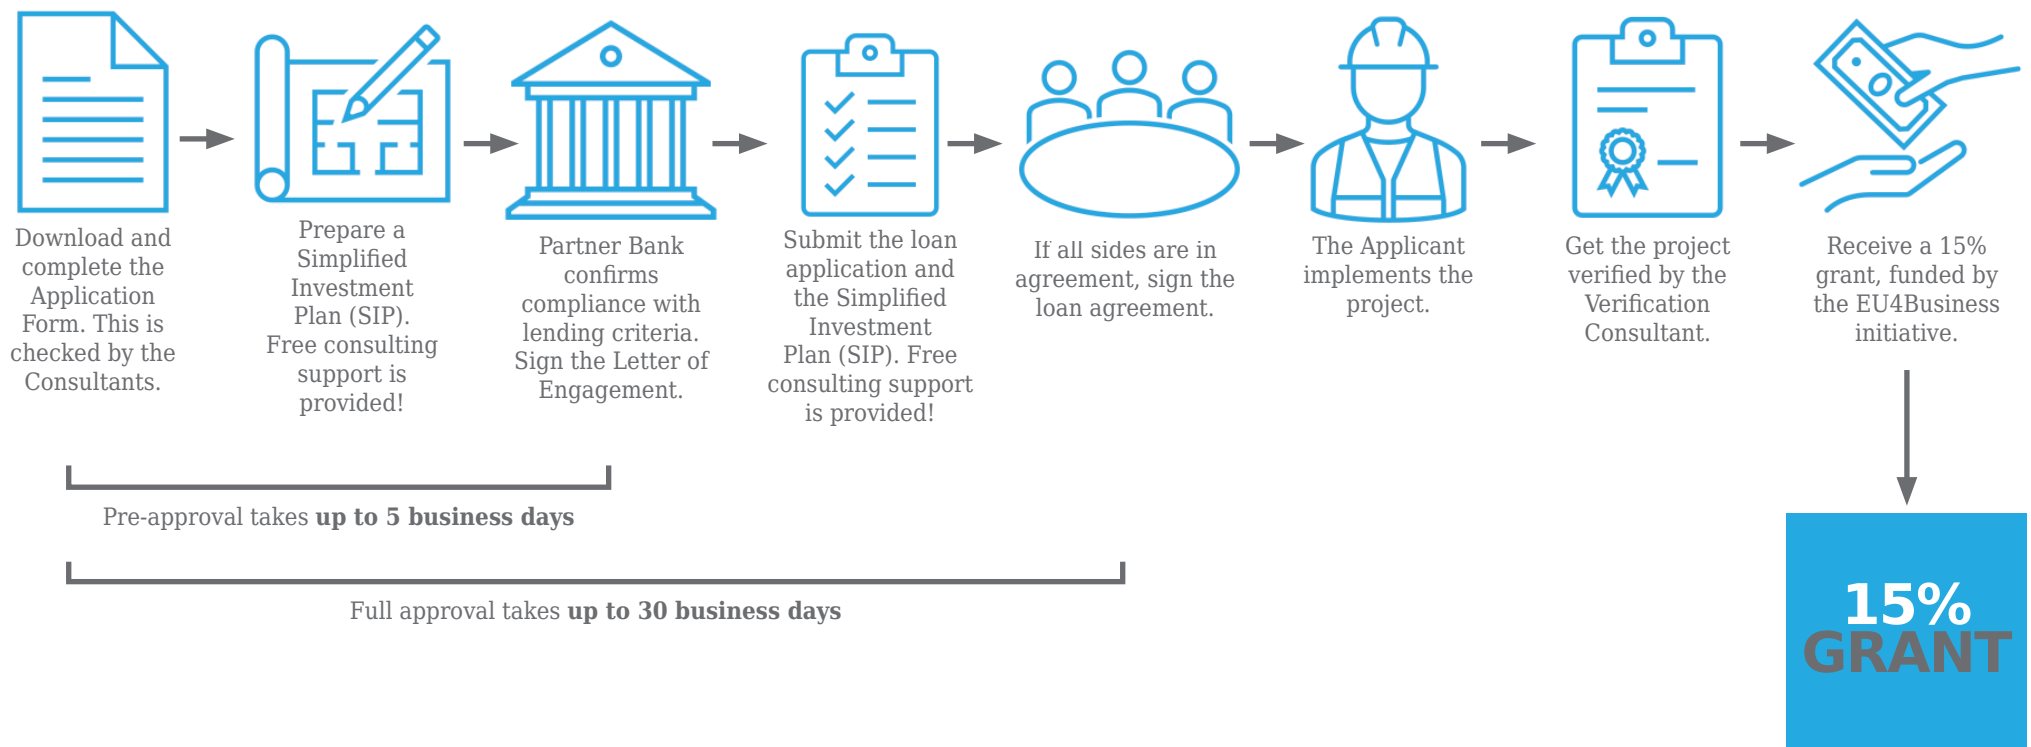 Download and
complete the
Application
Form. This is
checked by the
Consultants.
Prepare a
Simplified
Investment
Plan (SIP).
Free consulting
support is
provided!
Partner Bank
confirms
compliance with
lending criteria.
Sign the Letter of
Engagement.
Submit the loan
application and
the Simplified
Investment
Plan (SIP). Free
consulting support
is provided!
If all sides are in
agreement, sign the
loan agreement.
The Applicant
implements the
project.
Get the project
verified by the
Verification
Consultant.
Receive a 15%
grant, funded by
the EU4Business
initiative.
Pre-approval takes up to 5 business days
Full approval takes up to 30 business days
15%
GRANT